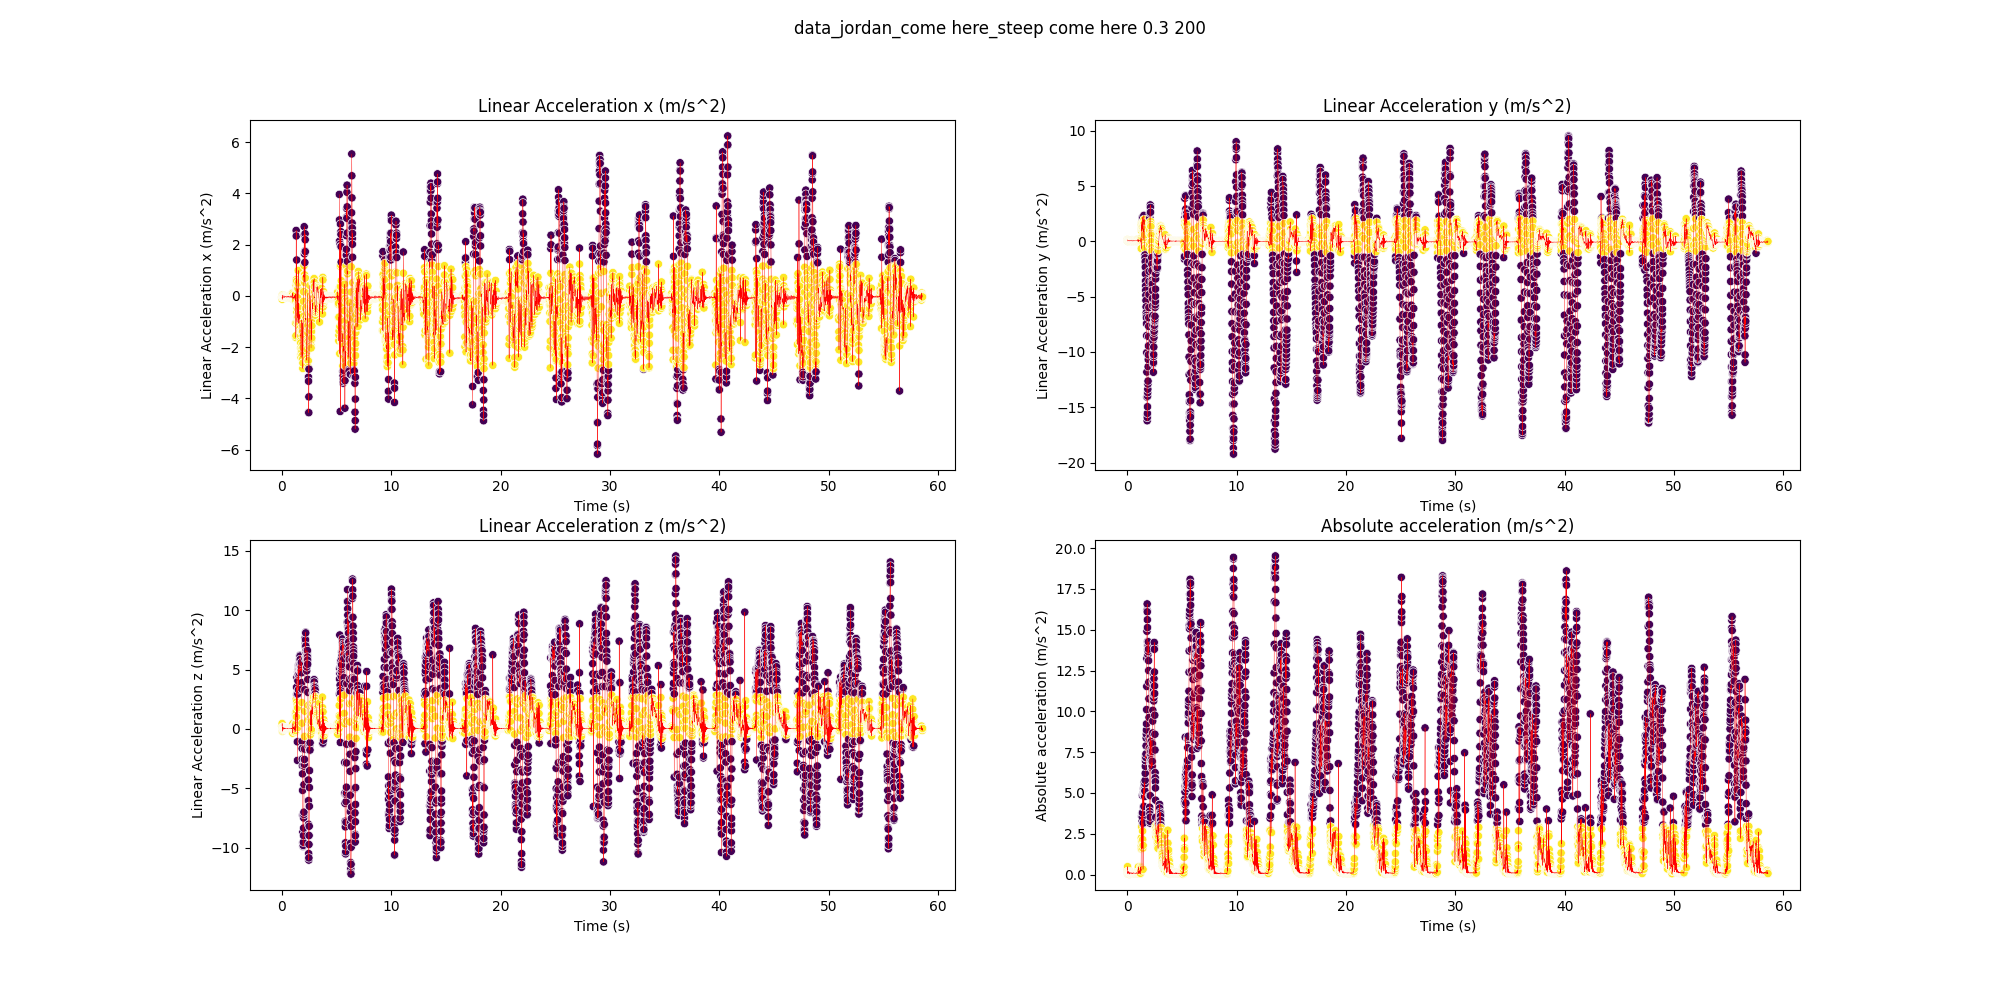 data_jordan_come here_steep come here 0.3 200
Linear Acceleration x (m/s^2)
Linear Acceleration x (m/s^2)
6
4
2
0
−2
−4
−6
0 10 20 30 40 50 60
Time (s)
Linear Acceleration y (m/s^2)
Linear Acceleration y (m/s^2)
10
5
0
−5
−10
−15
−20
0 10 20 30 40 50 60
Time (s)
Linear Acceleration z (m/s^2)
Linear Acceleration z (m/s^2)
15
10
5
0
−5
−10
0 10 20 30 40 50 60
Time (s)
Absolute acceleration (m/s^2)
Absolute acceleration (m/s^2)
20.0
17.5
15.0
12.5
10.0
7.5
5.0
2.5
0.0
0 10 20 30 40 50 60
Time (s)